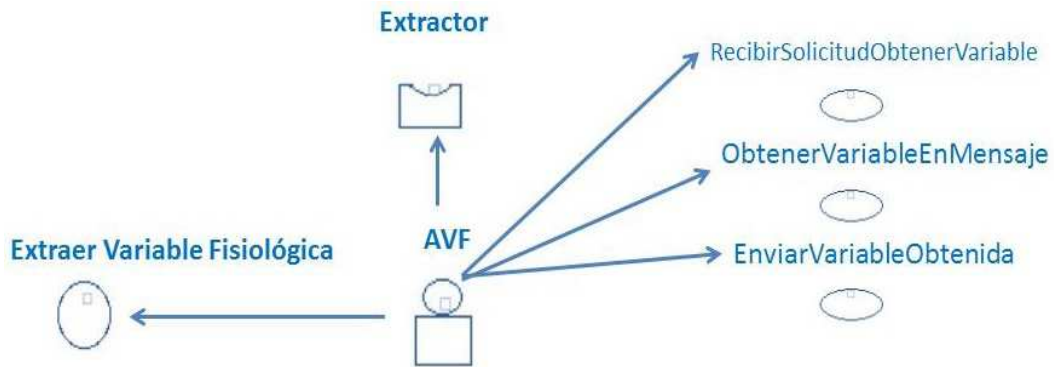 Extractor
RecibirSolicitudObtenerVariable
ObtenerVariableEnMensaje
AVF
Extraer Variable Fisiológica
EnviarVariableObtenida